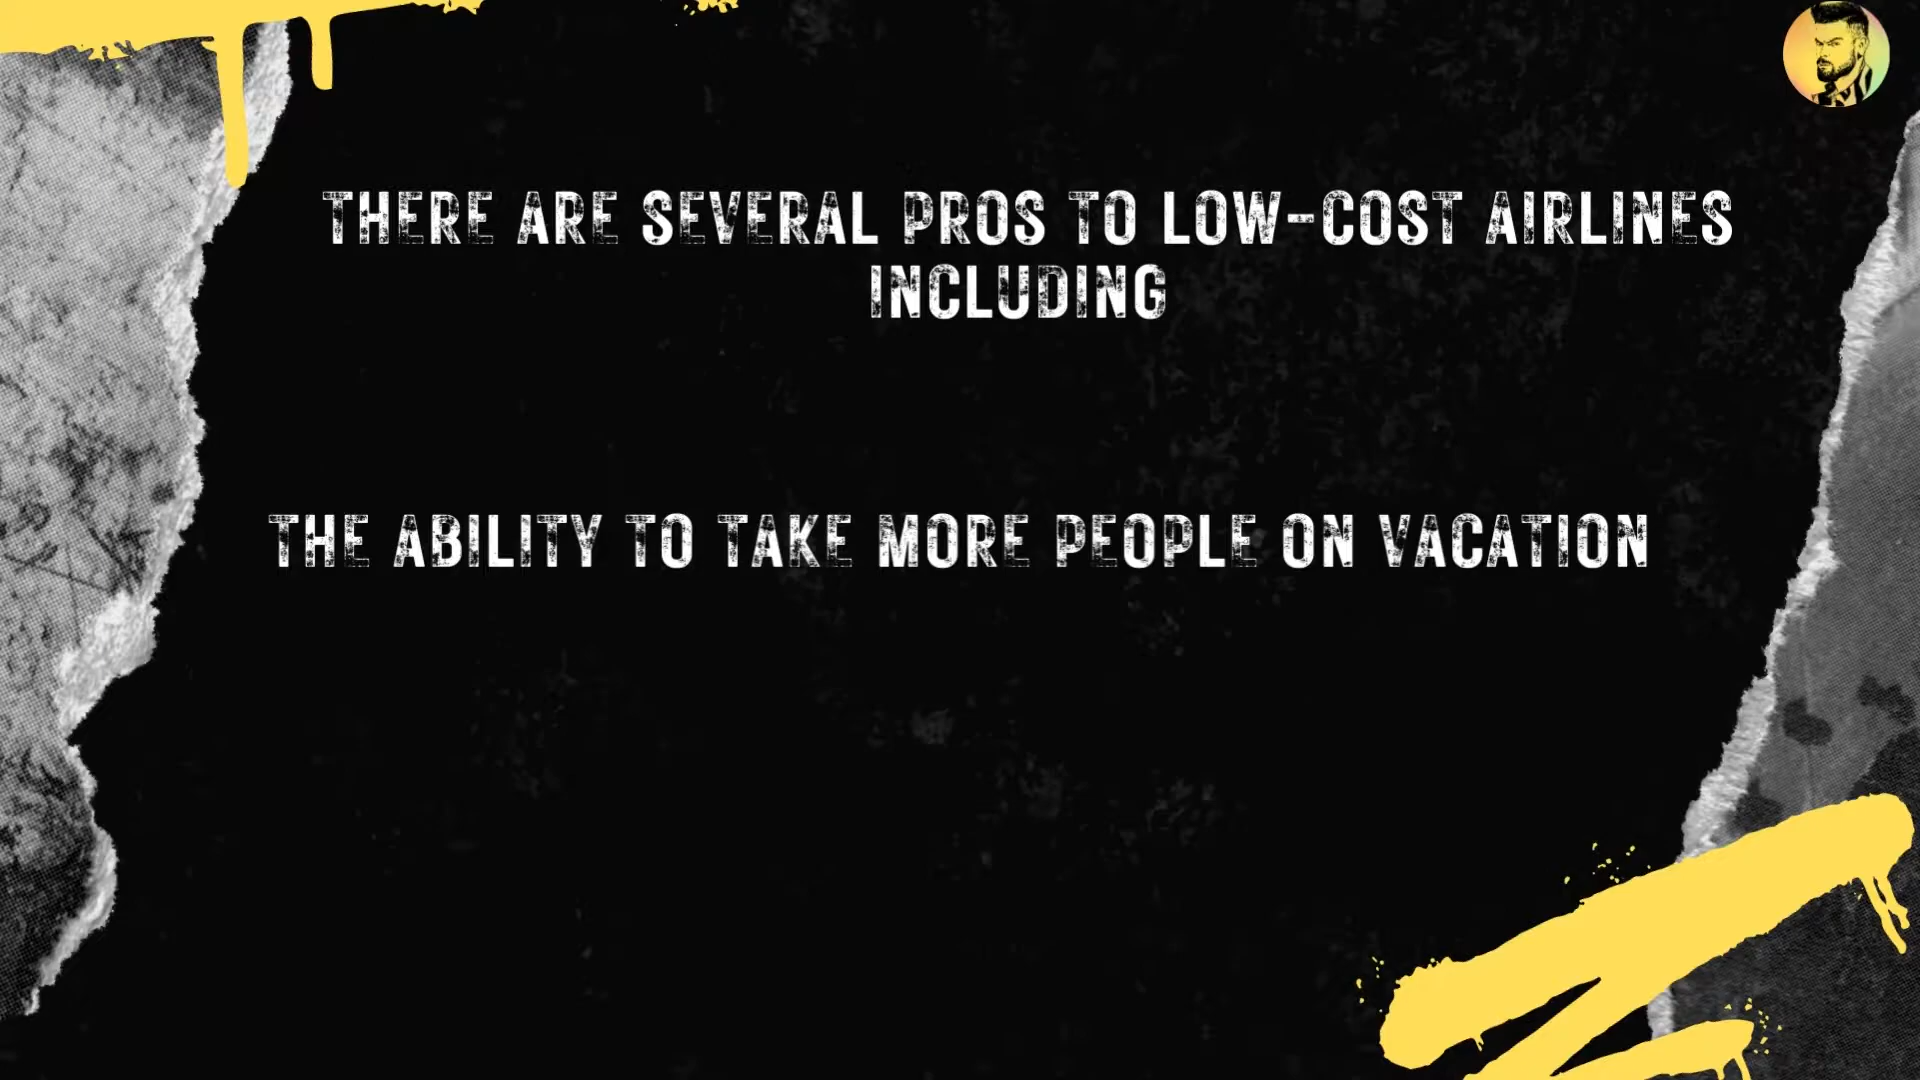 THERE ARE SEVERAL PROS TO LOW-COST AIRLINES
INCLUDING
THE ABILITY TO TAKE MORE PEOPLE ON VACATION